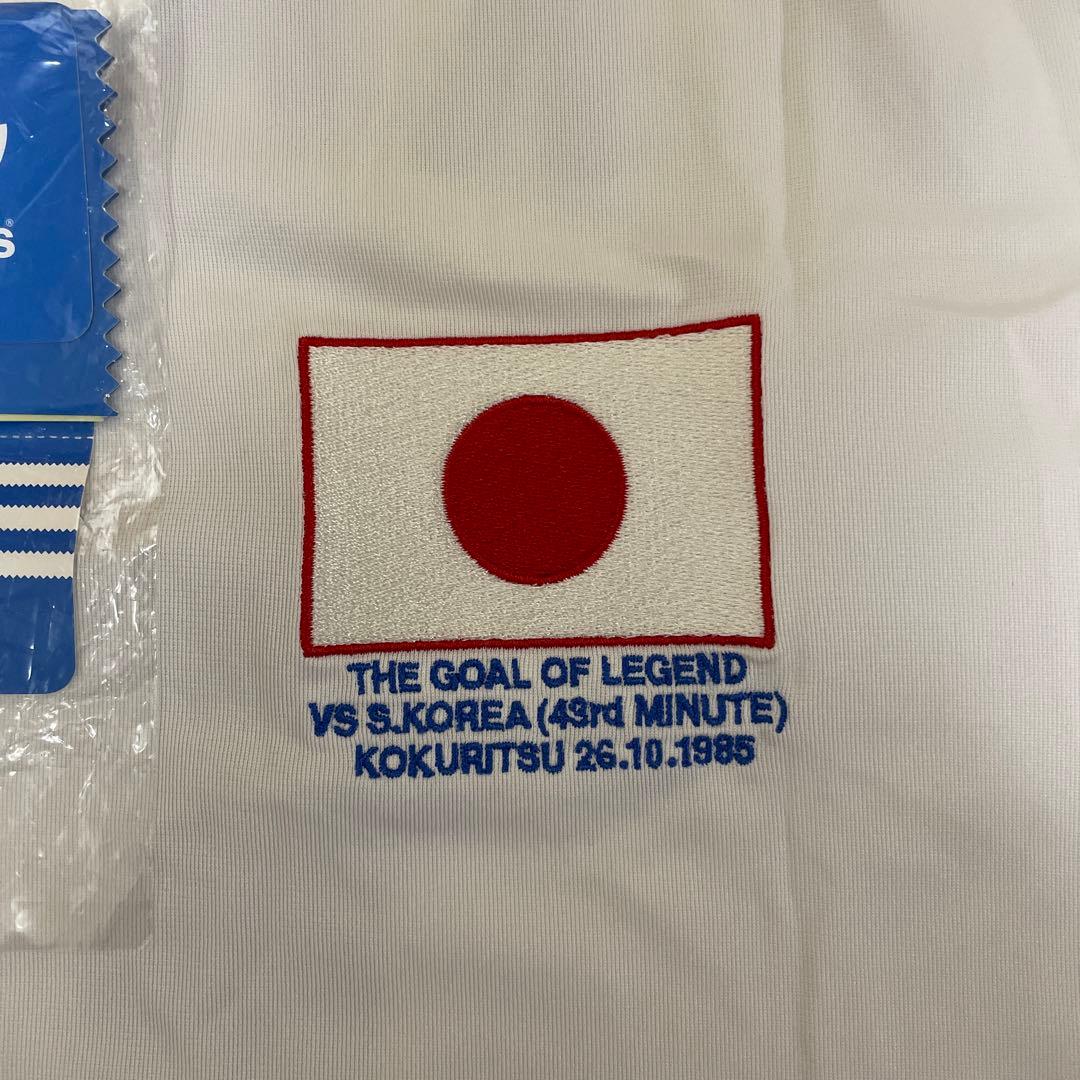 s®
THE GOAL OF LEGEND
VS S.KOREA (43rd MINUTE)
KOKURITSU 26.10.1985